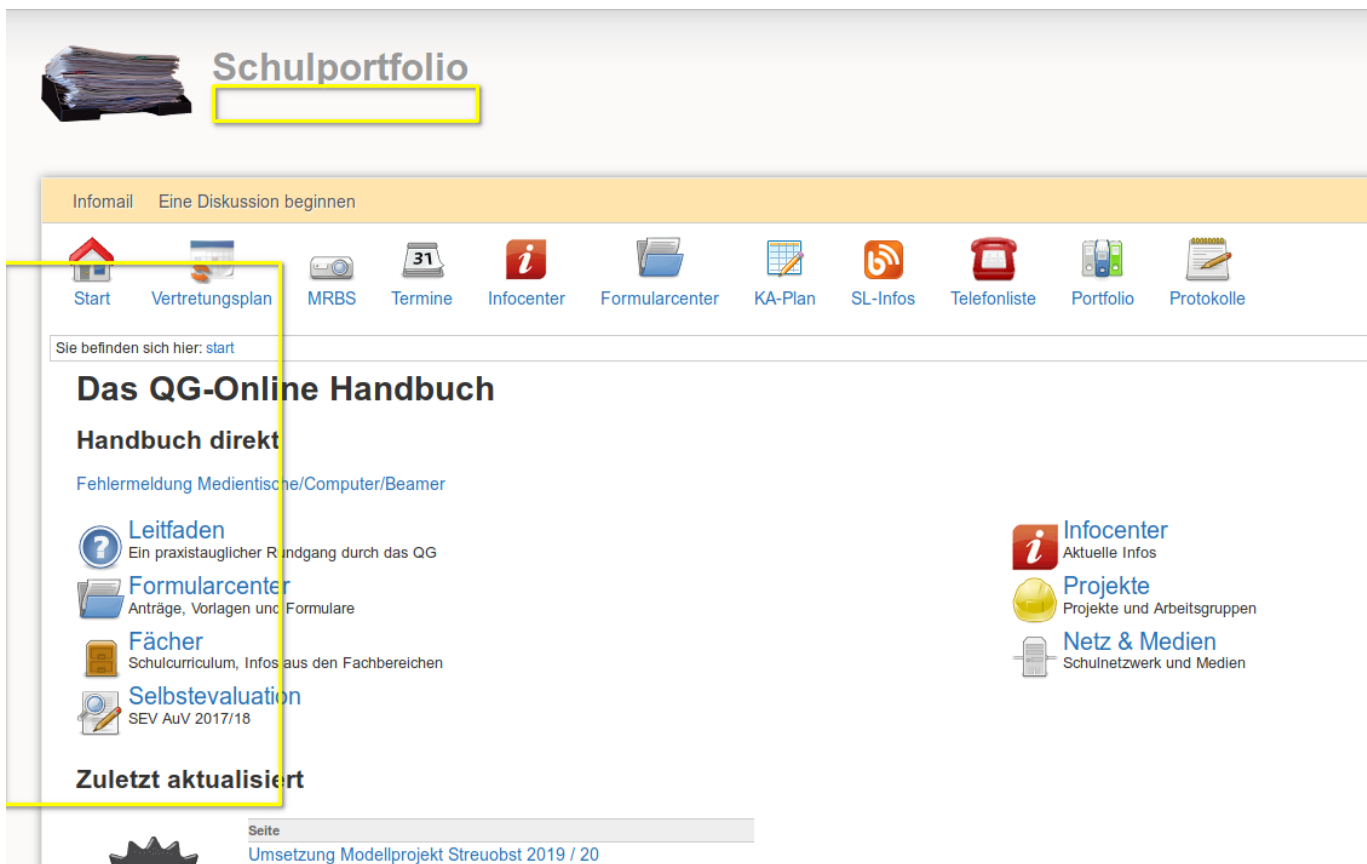 Schulportfolio
Infomail Eine Diskussion beginnen
31
Start Vertretungsplan MRBS Termine Infocenter Formularcenter KA-Plan SL-Infos Telefonliste Portfolio Protokolle
Sie befinden sich hier: start
Das QG-Online Handbuch
Handbuch direkt
Fehlermeldung Medientische/Computer/Beamer
Leitfaden
Ein praxistauglicher Rundgang durch das QG
Formularcenter
Anträge, Vorlagen und Formulare
Fächer
Schulcurriculum, Infos aus den Fachbereichen
Selbstevaluation
SEV AuV 2017/18
Infocenter
Aktuelle Infos
Projekte
Projekte und Arbeitsgruppen
Netz & Medien
Schulnetzwerk und Medien
Zuletzt aktualisiert
Seite
Umsetzung Modellprojekt Streuobst 2019 / 20